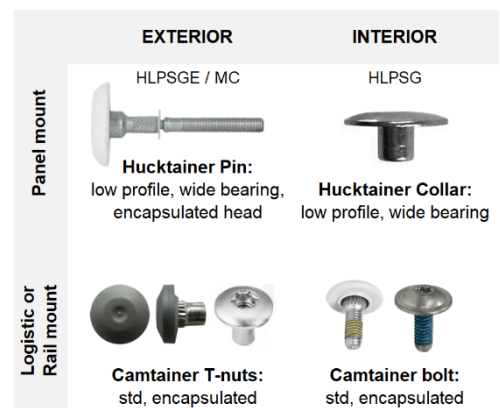 EXTERIOR
INTERIOR
Panel mount
HLPSGE / MC
Hucktainer Pin:
low profile, wide bearing,
encapsulated head
HLPSG
Hucktainer Collar:
low profile, wide bearing
Logistic or
Rail mount
Camtainer T-nuts:
std, encapsulated
Camtainer bolt:
std, encapsulated